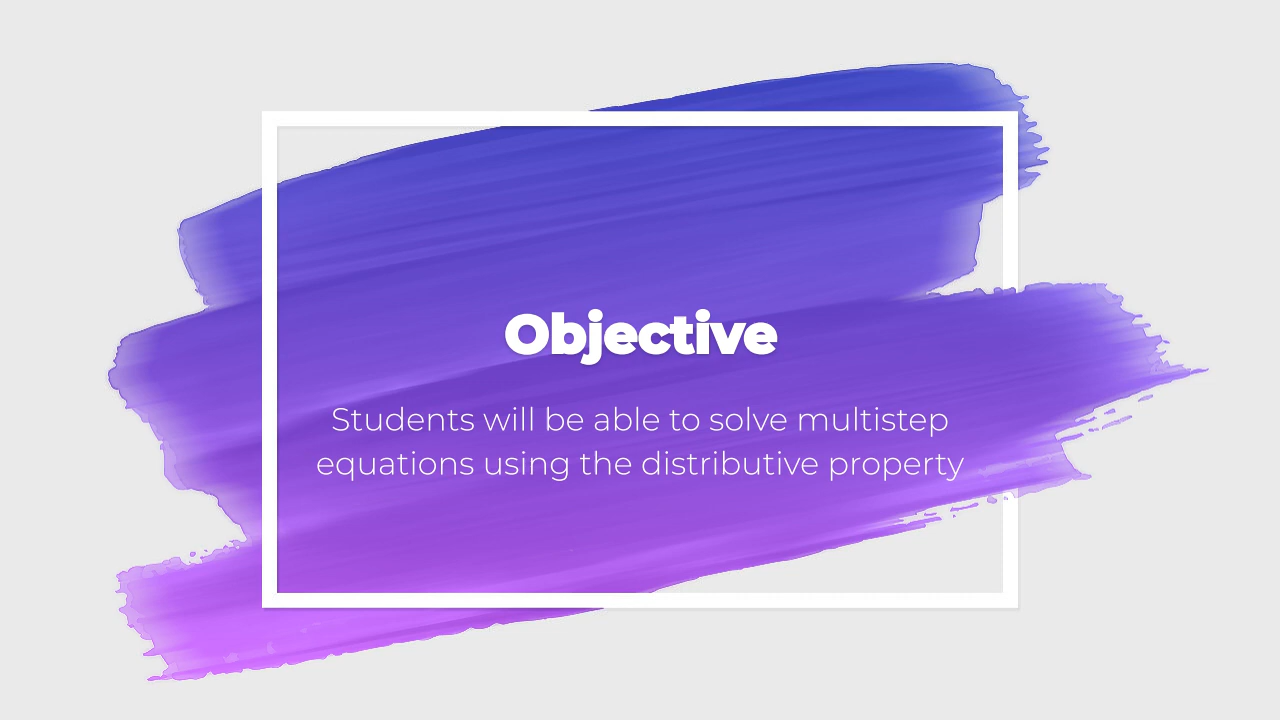 Objective
Students will be able to solve multistep
equations using the distributive property